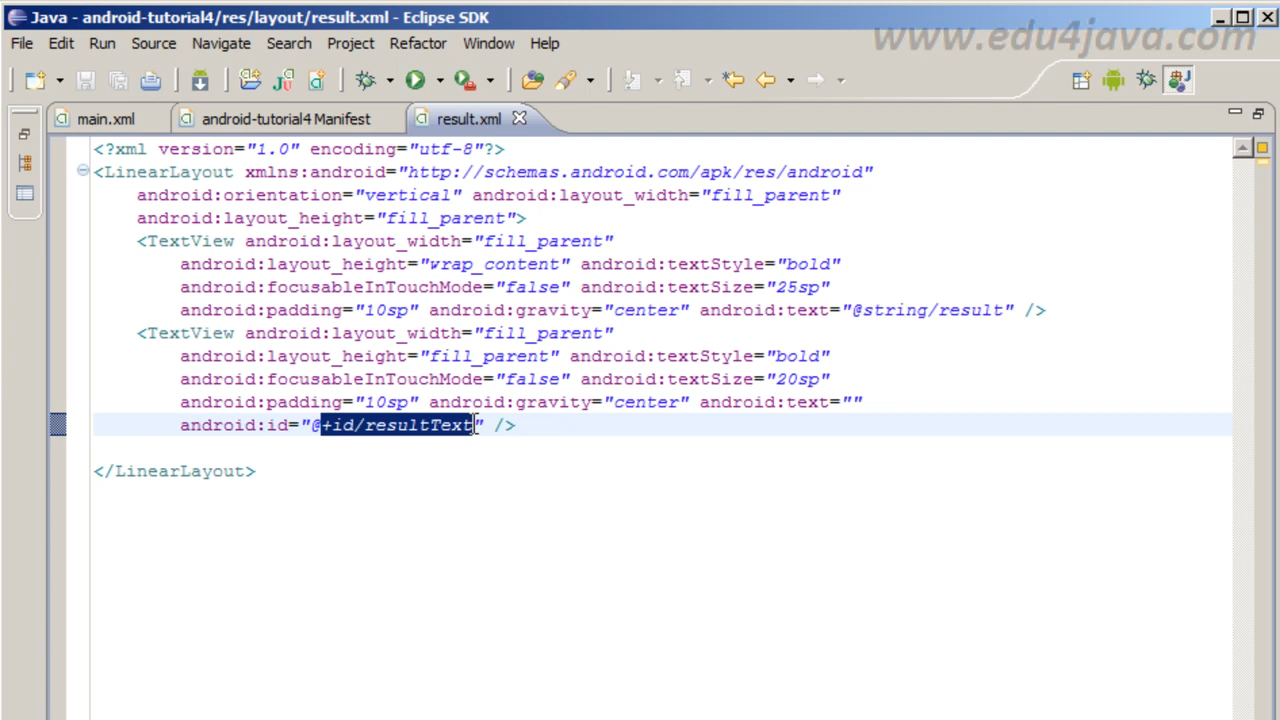 Java - android-tutorial4/res/layout/result.xml - Eclipse SDK
File Edit Run Source Navigate Search Project Refactor Window Help
www.edu4java.com
main.xml android-tutorial4 Manifest result.xml
<?xml version="1.0" encoding="utf-8"?>
<LinearLayout xmlns:android="http://schemas.android.com/apk/res/android"
android:orientation="vertical" android:layout_width="fill_parent"
android:layout_height="fill_parent">
<TextView android:layout_width="fill_parent"
android:layout_height="wrap_content" android:textStyle="bold"
android:focusableInTouchMode="false" android:textSize="25sp"
android:padding="10sp" android:gravity="center" android:text="@string/result" />
<TextView android:layout_width="fill_parent"
android:layout_height="fill_parent" android:textStyle="bold"
android:focusableInTouchMode="false" android:textSize="20sp"
android:padding="10sp" android:gravity="center" android:text=""
android:id="@+id/resultText" />
</LinearLayout>